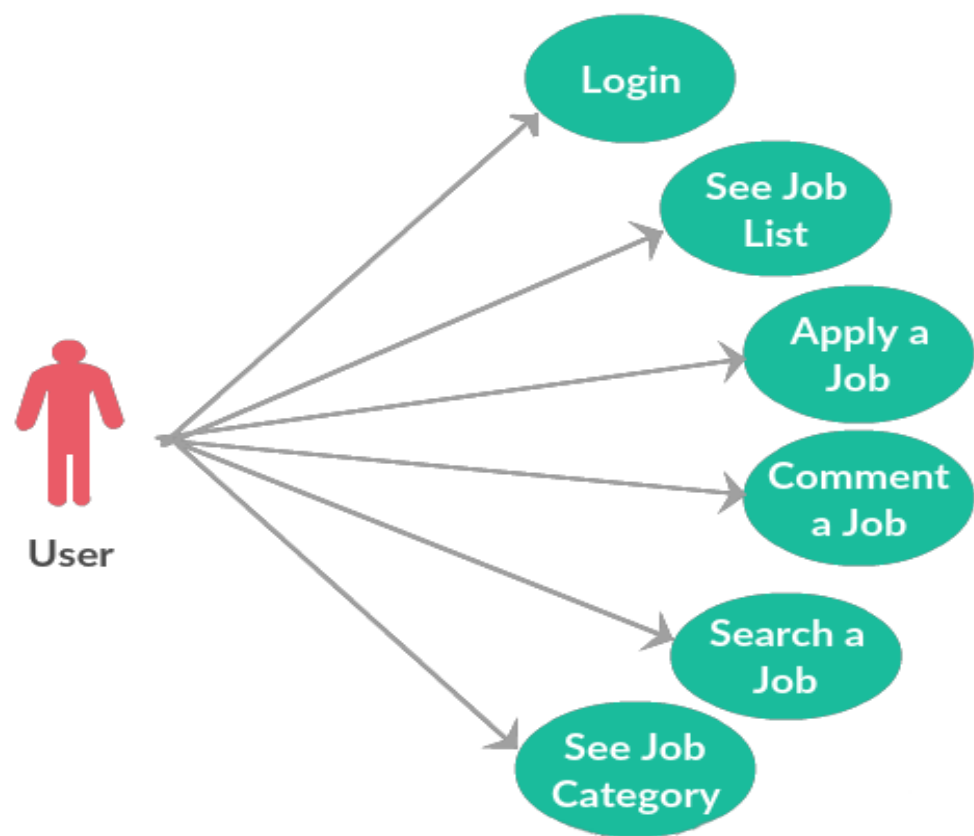 Login
See Job
List
Apply a
Job
Comment
a Job
User
Search a
Job
See Job
Category